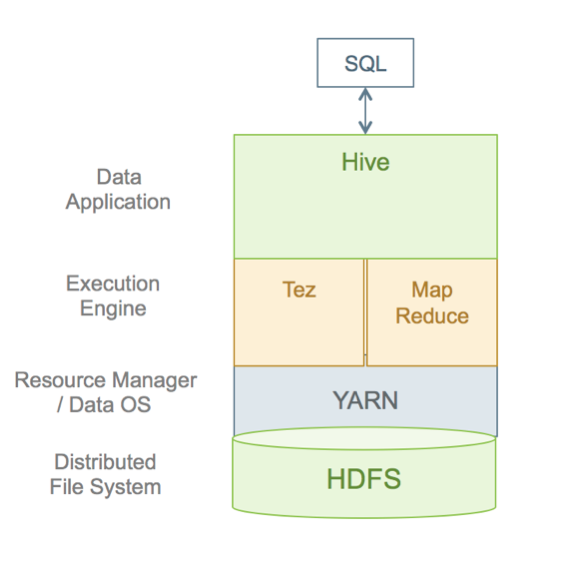 SQL
Data
Application
Hive
Execution
Engine
Tez
Map
Reduce
Resource Manager
/ Data OS
YARN
Distributed
File System
HDFS